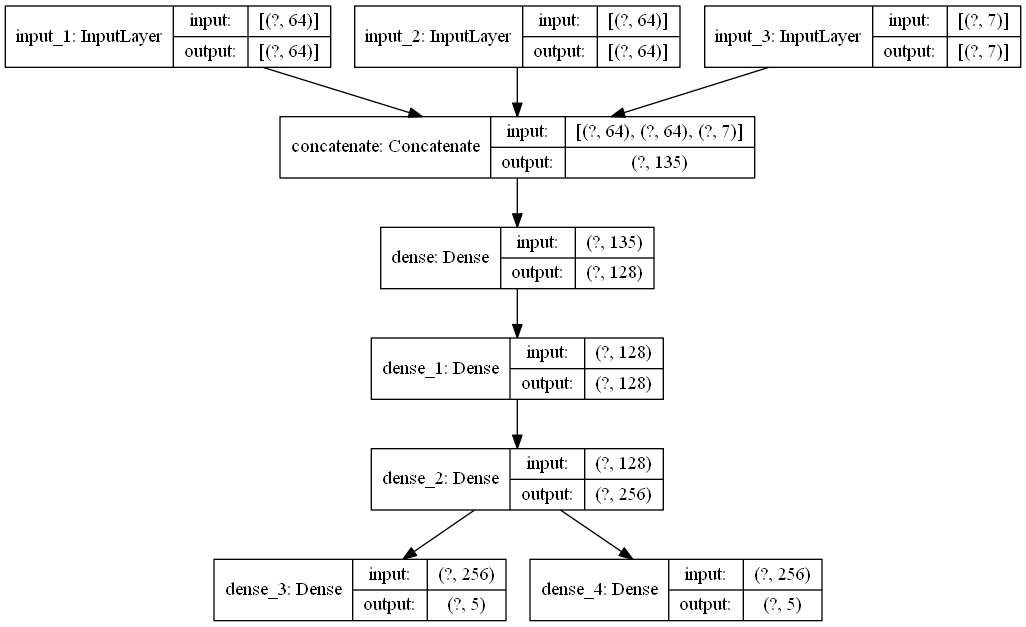 input_1: InputLayer
input: [(?, 64)]
output: [(?, 64)]
input_2: InputLayer
input: [(?, 64)]
output: [(?, 64)]
input_3: InputLayer
input: [(?, 7)]
output: [(?, 7)]
concatenate: Concatenate
input: [(?, 64), (?, 64), (?, 7)]
output: (?, 135)
dense: Dense
input: (?, 135)
output: (?, 128)
dense_1: Dense
input: (?, 128)
output: (?, 128)
dense_2: Dense
input: (?, 128)
output: (?, 256)
dense_3: Dense
input: (?, 256)
output: (?, 5)
dense_4: Dense
input: (?, 256)
output: (?, 5)